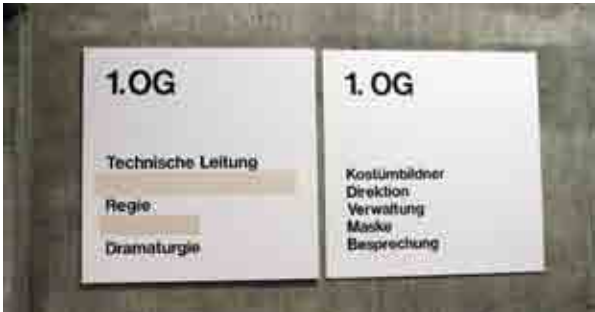 1.OG
Technische Leitung
Regie
Dramaturgie
1. OG
Kostümbildner
Direktion
Verwaltung
Maske
Besprechung